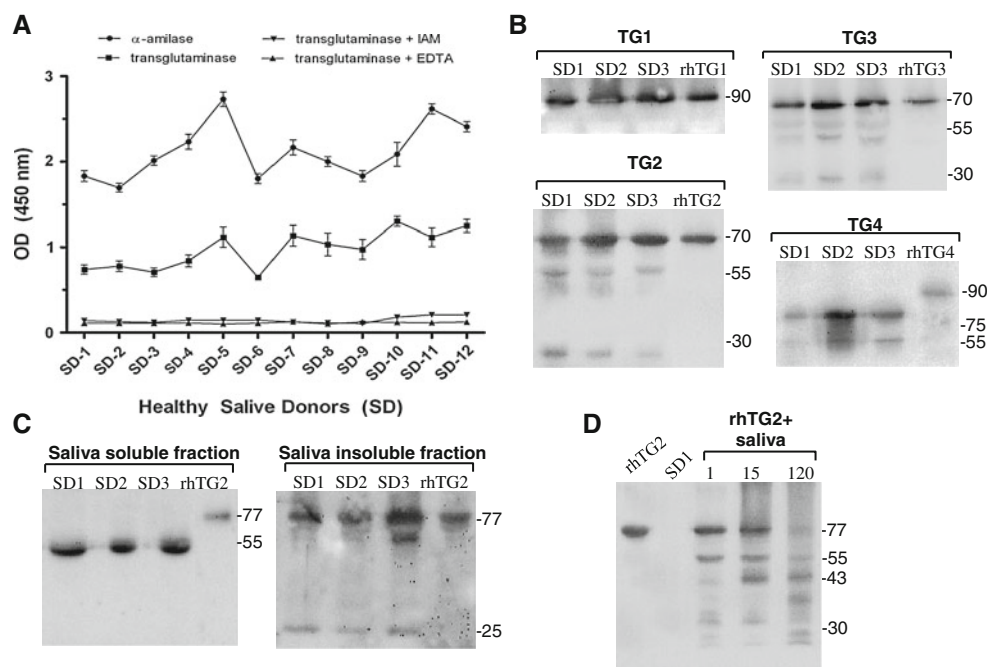 A
α-amilase
transglutaminase
transglutaminase + IAM
transglutaminase + EDTA
OD (450 nm)
3
2
1
0
SD-1 SD-2 SD-3 SD-4 SD-5 SD-6 SD-7 SD-8 SD-9 SD-10 SD-11 SD-12
Healthy Salive Donors (SD)
B
TG1
SD1 SD2 SD3 rhTG1
-90
TG3
SD1 SD2 SD3 rhTG3
-70
-55
-30
TG2
SD1 SD2 SD3 rhTG2
-70
-55
-30
TG4
SD1 SD2 SD3 rhTG4
-90
-75
-55
C
Saliva soluble fraction
SD1 SD2 SD3 rhTG2
-77
-55
Saliva insoluble fraction
SD1 SD2 SD3 rhTG2
-77
-25
D
rhTG2+
saliva
rhTG2 SD1 1 15 120
-77
-55
-43
-30